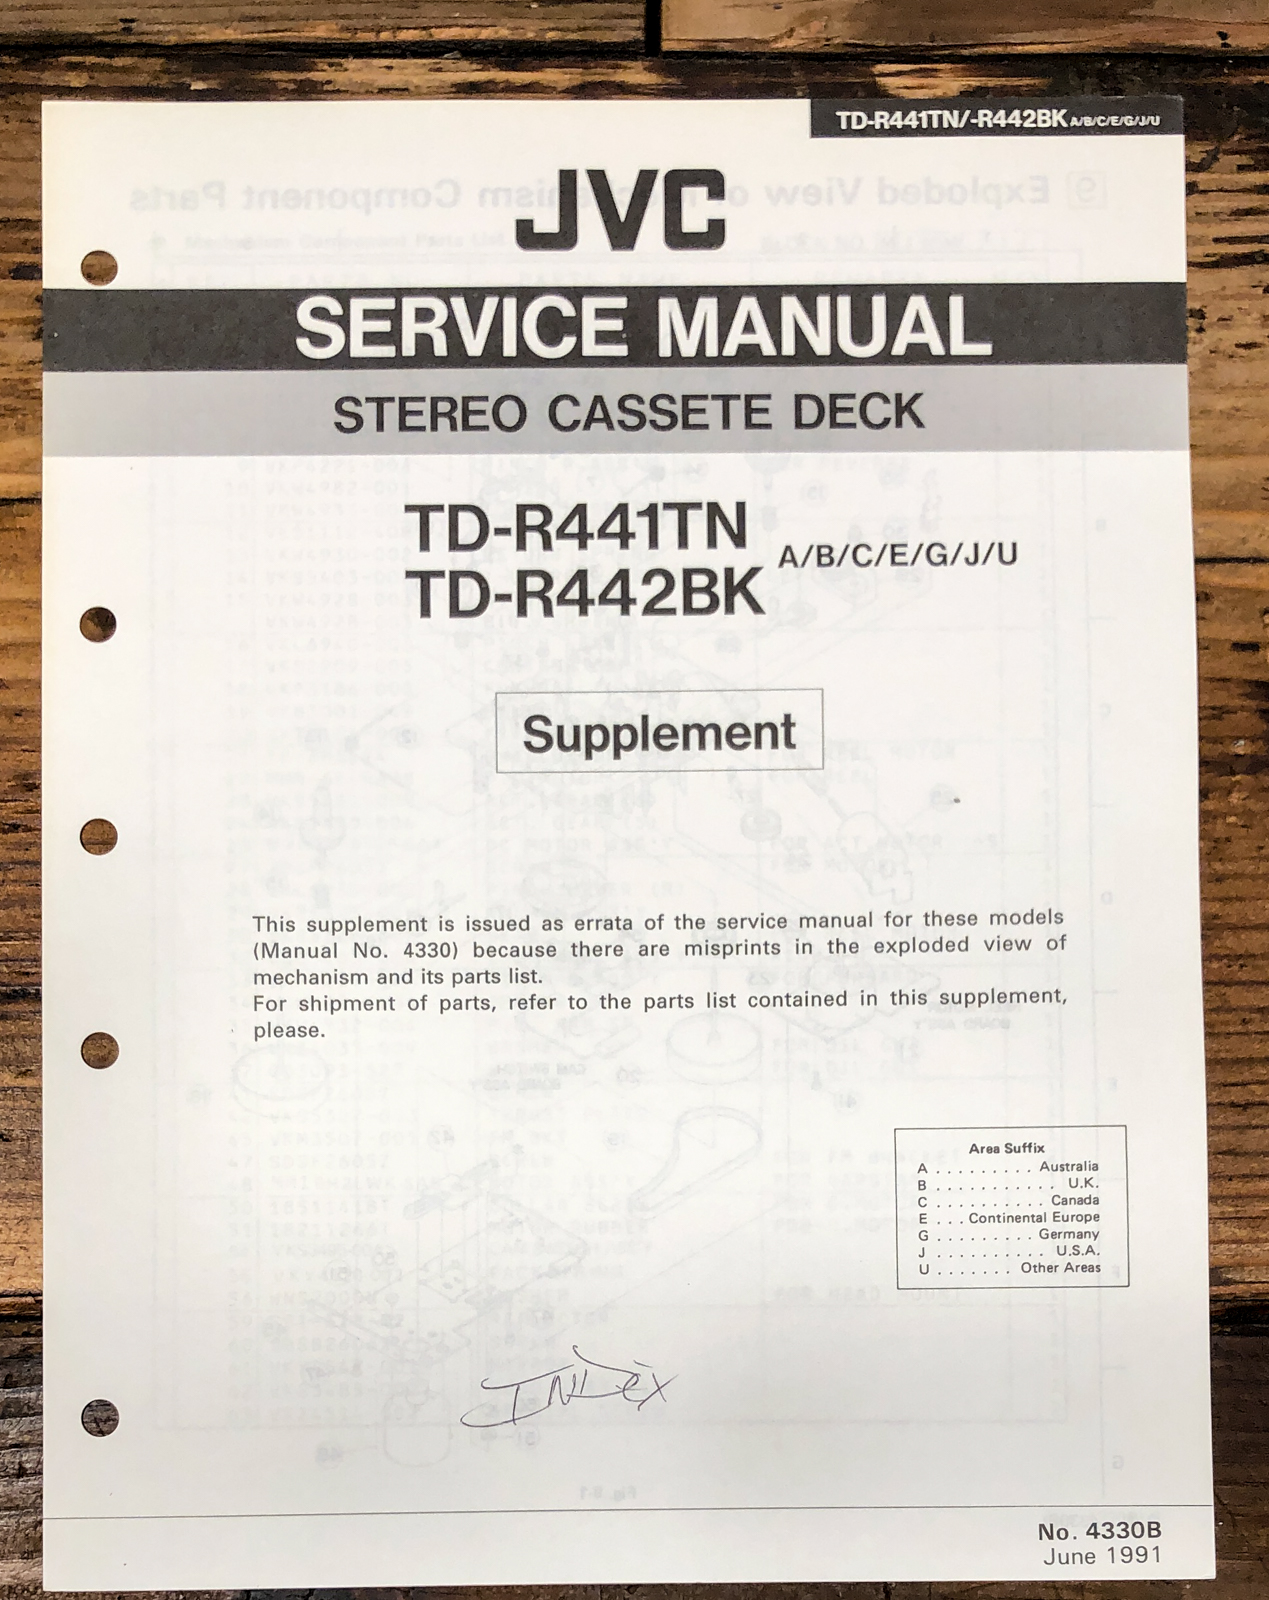 TD-R441TN/-R442BK A/B/C/E/G/J/U
JVC
SERVICE MANUAL
STEREO CASSETE DECK
TD-R441TN
TD-R442BK
A/B/C/E/G/J/U
Supplement
This supplement is issued as errata of the service manual for these models
(Manual No. 4330) because there are misprints in the exploded view of
mechanism and its parts list.
For shipment of parts, refer to the parts list contained in this supplement,
please.
Area Suffix
A . . . . . . . . . Australia
B . . . . . . . . . . . U.K.
C . . . . . . . . . . Canada
E . . . Continental Europe
G . . . . . . . . . Germany
J . . . . . . . . . . U.S.A.
U . . . . . . . Other Areas
INDex
No. 4330B
June 1991